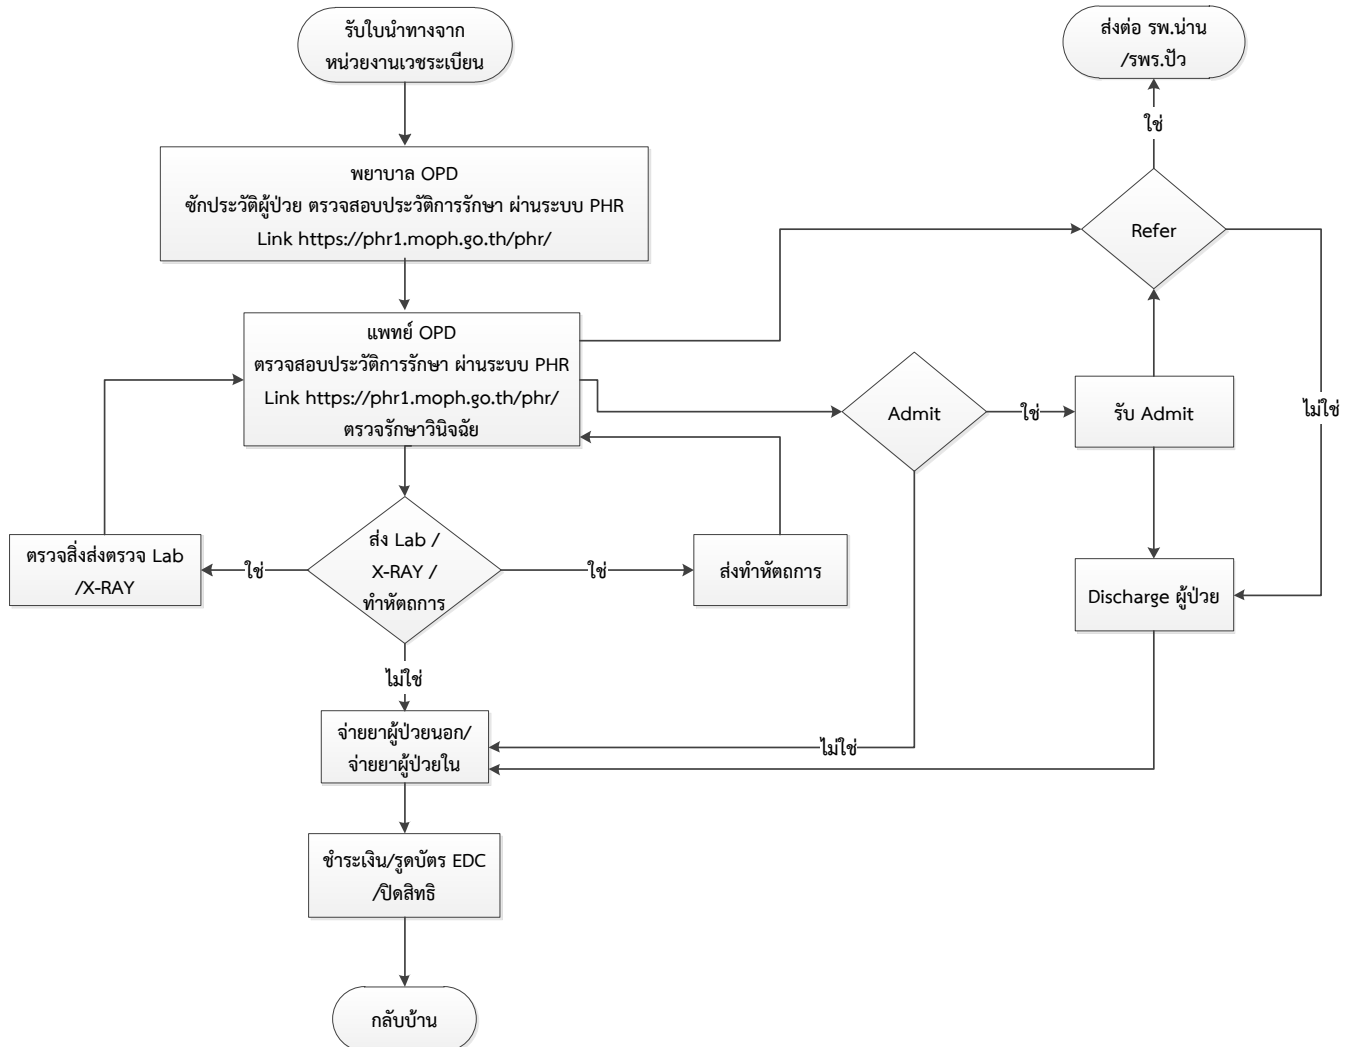 รับใบนำทางจาก
หน่วยงานเวชระเบียน
ส่งต่อ รพ.น่าน
/รพร.ปัว
ใช่
พยาบาล OPD
ซักประวัติผู้ป่วย ตรวจสอบประวัติการรักษา ผ่านระบบ PHR
Link https://phr1.moph.go.th/phr/
Refer
แพทย์ OPD
ตรวจสอบประวัติการรักษา ผ่านระบบ PHR
Link https://phr1.moph.go.th/phr/
ตรวจรักษาวินิจฉัย
Admit
ใช่
รับ Admit
ไม่ใช่
ตรวจสิ่งส่งตรวจ Lab
/X-RAY
ใช่
ส่ง Lab /
X-RAY /
ทำหัตถการ
ใช่
ส่งทำหัตถการ
Discharge ผู้ป่วย
ไม่ใช่
จ่ายยาผู้ป่วยนอก/
จ่ายยาผู้ป่วยใน
ไม่ใช่
ชำระเงิน/รูดบัตร EDC
/ปิดสิทธิ
กลับบ้าน